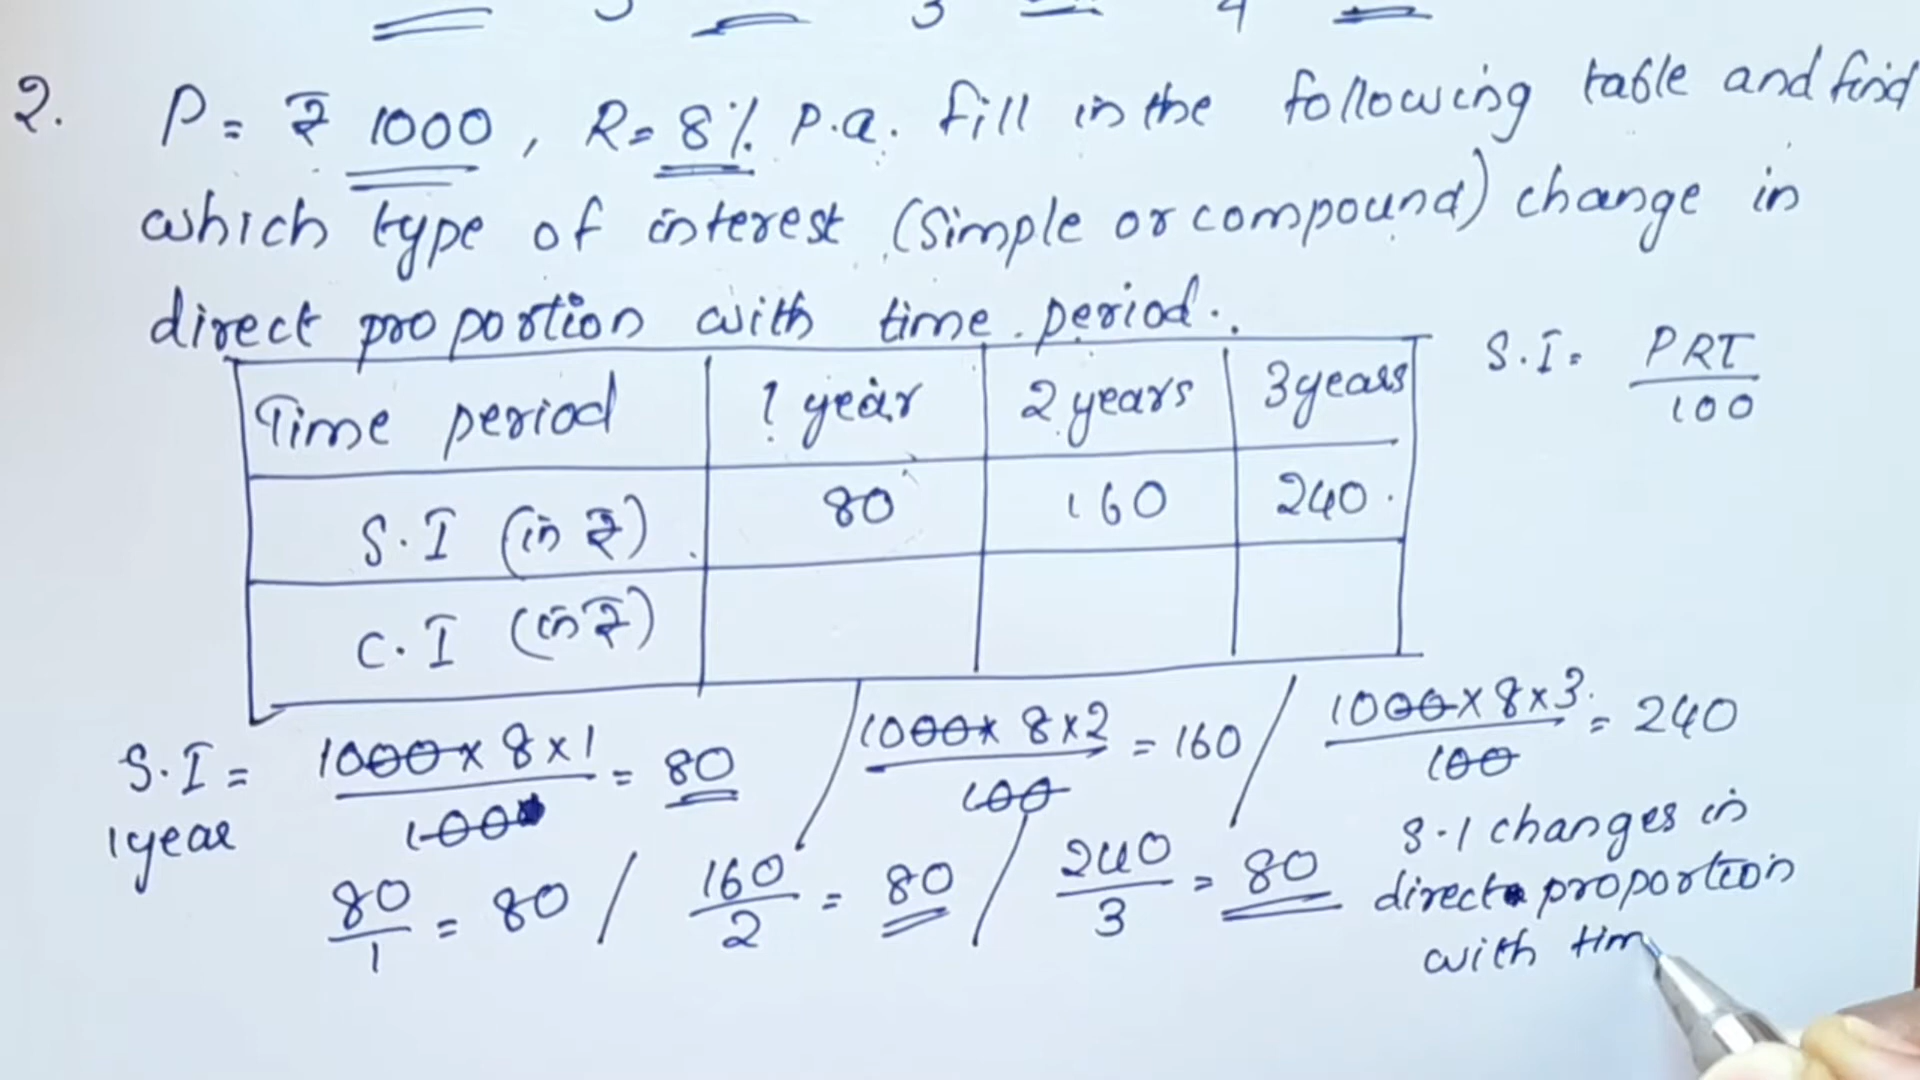 2. P = ₹ 1000, R = 8% p.a. fill in the following table and find
which type of interest (simple or compound) change in
direct proportion with time period.
S.I = PRT / 100
Time period 1 year 2 years 3 years
S.I (in ₹) 80 160 240
C.I (in ₹)
S.I = 1000 x 8 x 1 / 100 = 80 / 1000 x 8 x 2 / 100 = 160 / 1000 x 8 x 3 / 100 = 240
1 year
80/1 = 80 / 160/2 = 80 / 240/3 = 80
S.I changes in
direct proportion
with tim